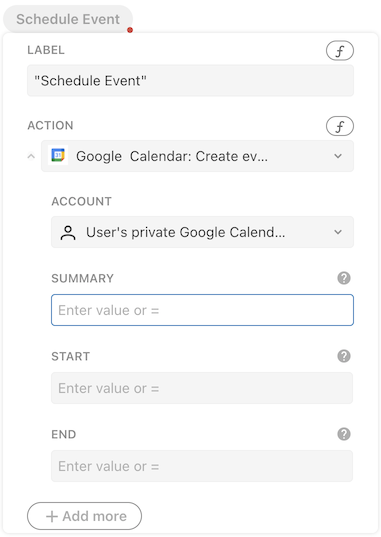 Schedule Event
LABEL
"Schedule Event"
ACTION
Google Calendar: Create ev...
ACCOUNT
User's private Google Calend...
SUMMARY
Enter value or =
START
Enter value or =
END
Enter value or =
+ Add more